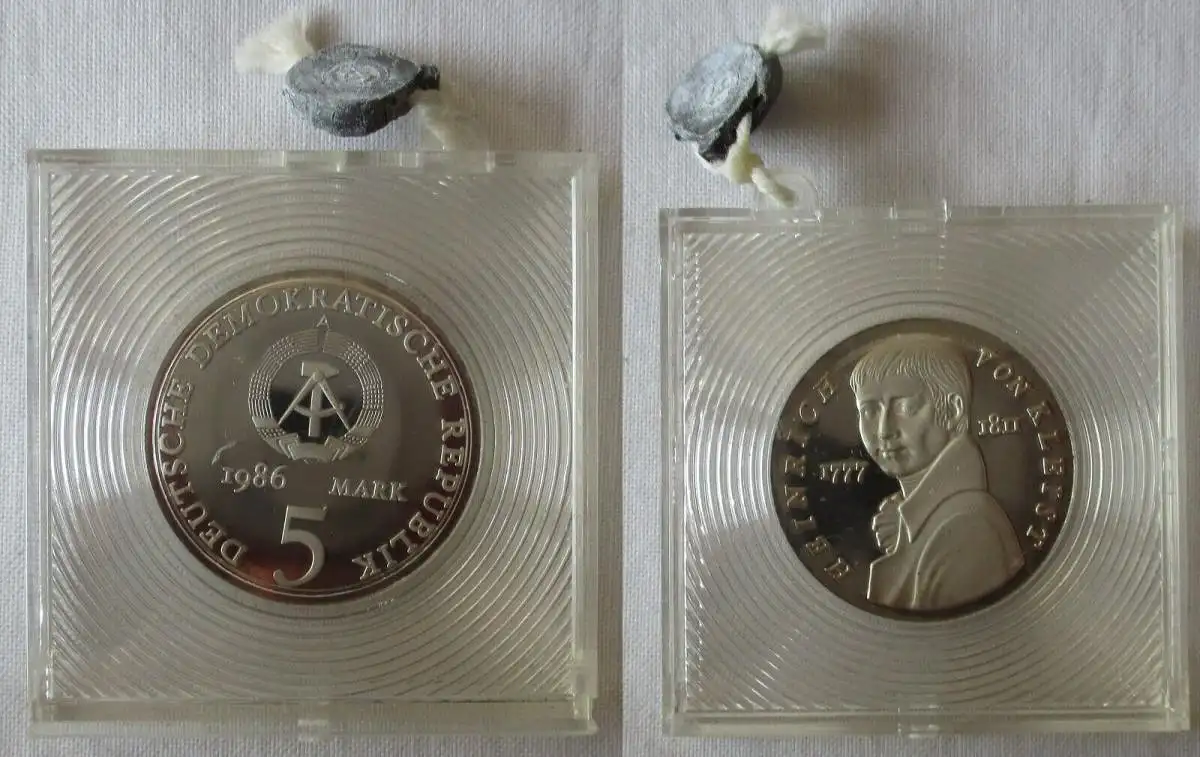 DEUTSCHE DEMOKRATISCHE REPUBLIK
1986 MARK
5
HEINRICH VON KLEIST
1777 1811